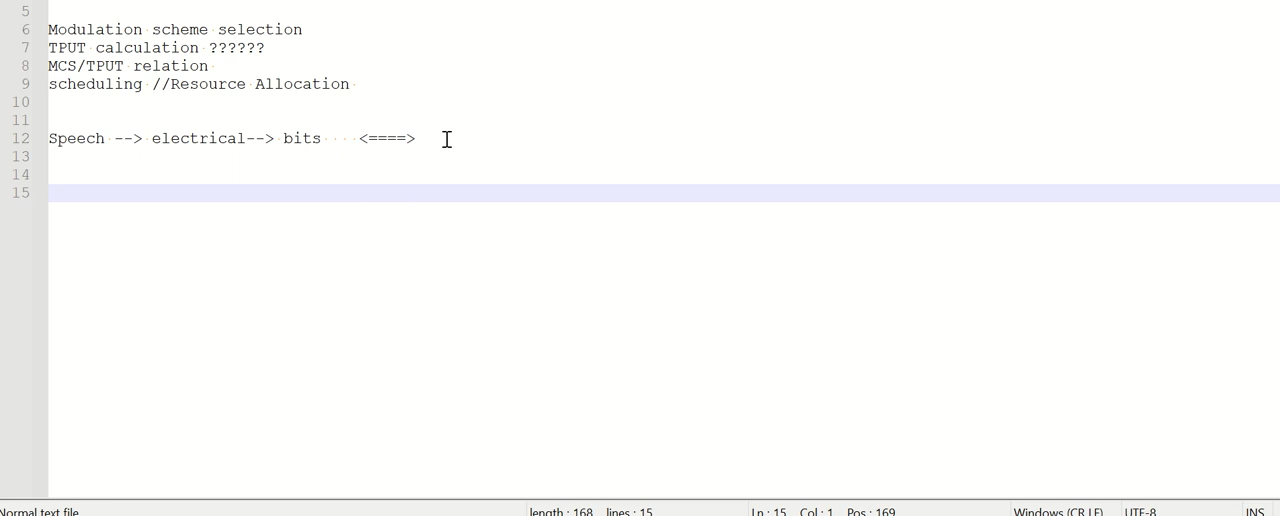 5
6 Modulation scheme selection
7 TPUT calculation ??????
8 MCS/TPUT relation
9 scheduling //Resource Allocation
10
11
12 Speech --> electrical--> bits <====>
13
14
15
Normal text file length : 168 lines : 15 Ln : 15 Col : 1 Pos : 169 Windows (CR LF) UTF-8 INS